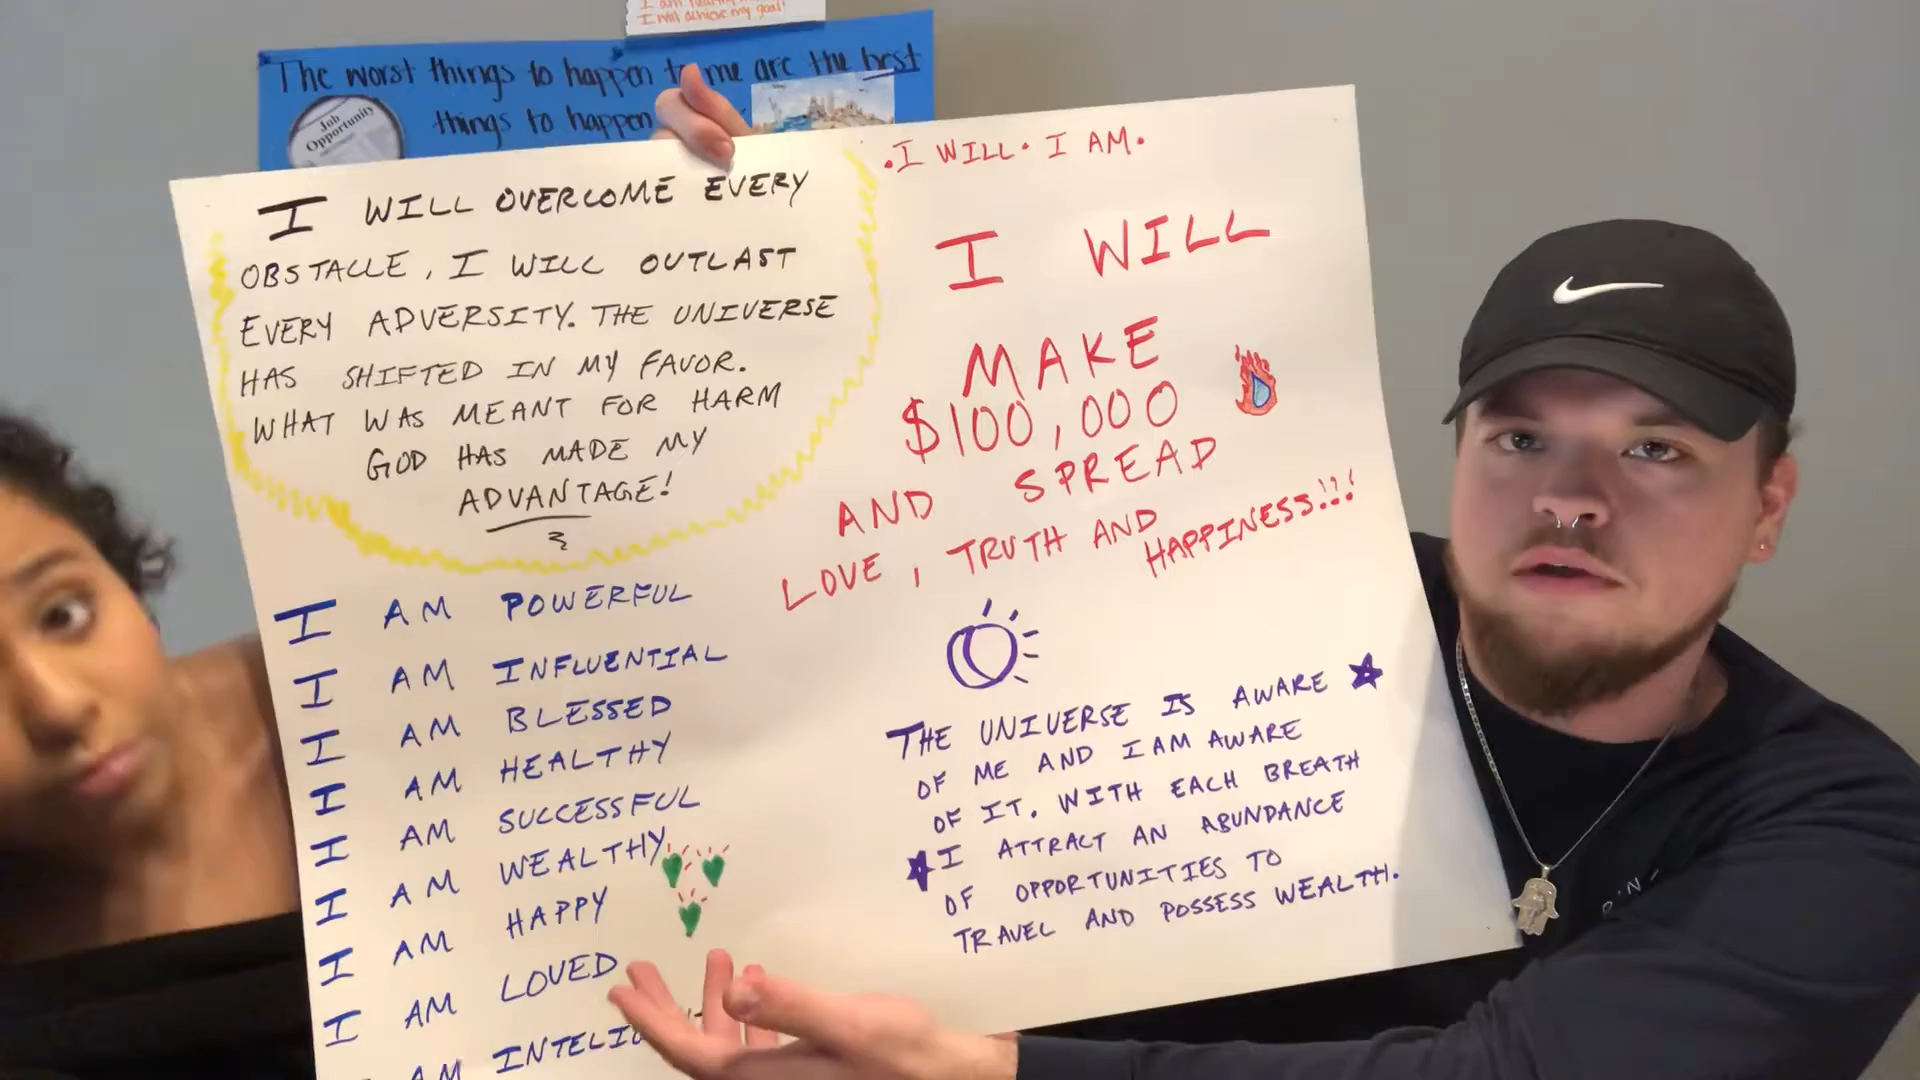 I will achieve my goal!
The worst things to happen to me are the best
things to happen
Job
Opportunity
I WILL OVERCOME EVERY
OBSTACLE, I WILL OUTLAST
EVERY ADVERSITY. THE UNIVERSE
HAS SHIFTED IN MY FAVOR.
WHAT WAS MEANT FOR HARM
GOD HAS MADE MY
ADVANTAGE!
I AM POWERFUL
I AM INFLUENTIAL
I AM BLESSED
I AM HEALTHY
I AM SUCCESSFUL
I AM WEALTHY
I AM HAPPY
I AM LOVED
AM
.I WILL. I AM.
I WILL
MAKE
$100,000
AND SPREAD
LOVE, TRUTH AND HAPPINESS!!!
THE UNIVERSE IS AWARE
OF ME AND I AM AWARE
OF IT. WITH EACH BREATH
I ATTRACT AN ABUNDANCE
OF OPPORTUNITIES TO
TRAVEL AND POSSESS WEALTH.